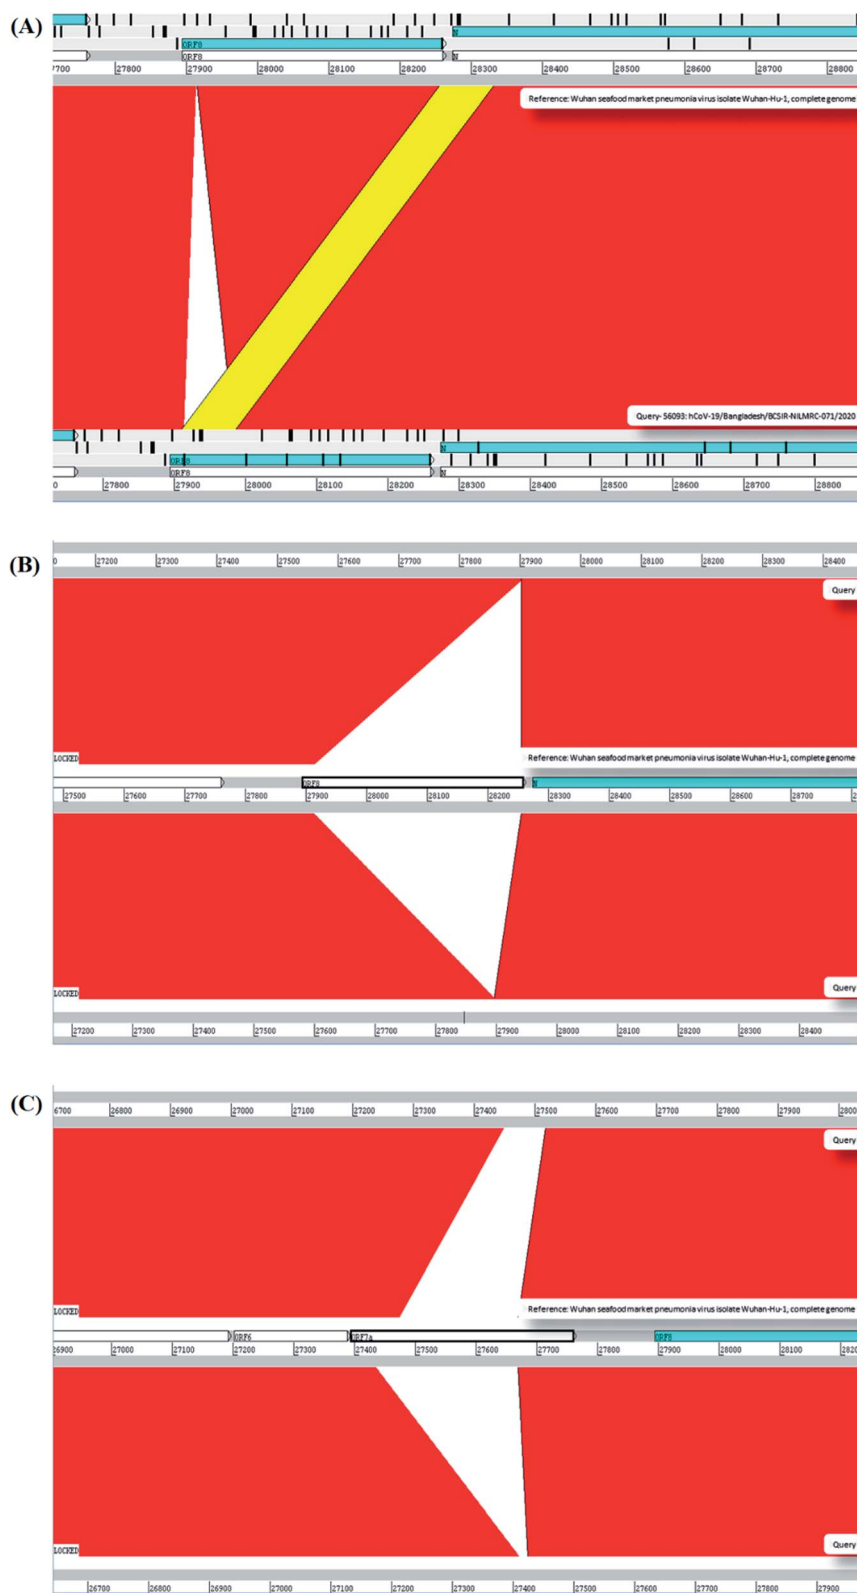 (A)
ORF8 N
ORF8 N
27700 27800 27900 28000 28100 28200 28300 28400 28500 28600 28700 28800
Reference: Wuhan seafood market pneumonia virus isolate Wuhan-Hu-1, complete genome
Query- 56093: hCoV-19/Bangladesh/BCSIR-NILMRC-071/2020
N
ORF8
ORF8 N
0 27800 27900 28000 28100 28200 28300 28400 28500 28600 28700 28800
(B)
0 27200 27300 27400 27500 27600 27700 27800 27900 28000 28100 28200 28300 28400
Query
LOCKED
Reference: Wuhan seafood market pneumonia virus isolate Wuhan-Hu-1, complete genome
ORF8 N
27500 27600 27700 27800 27900 28000 28100 28200 28300 28400 28500 28600 28700
LOCKED
Query
27200 27300 27400 27500 27600 27700 27800 27900 28000 28100 28200 28300 28400
(C)
26700 26800 26900 27000 27100 27200 27300 27400 27500 27600 27700 27800 27900
Query
LOCKED
Reference: Wuhan seafood market pneumonia virus isolate Wuhan-Hu-1, complete genome
ORF6 ORF7a ORF8
26900 27000 27100 27200 27300 27400 27500 27600 27700 27800 27900 28000 28100
LOCKED
Query
26700 26800 26900 27000 27100 27200 27300 27400 27500 27600 27700 27800 27900